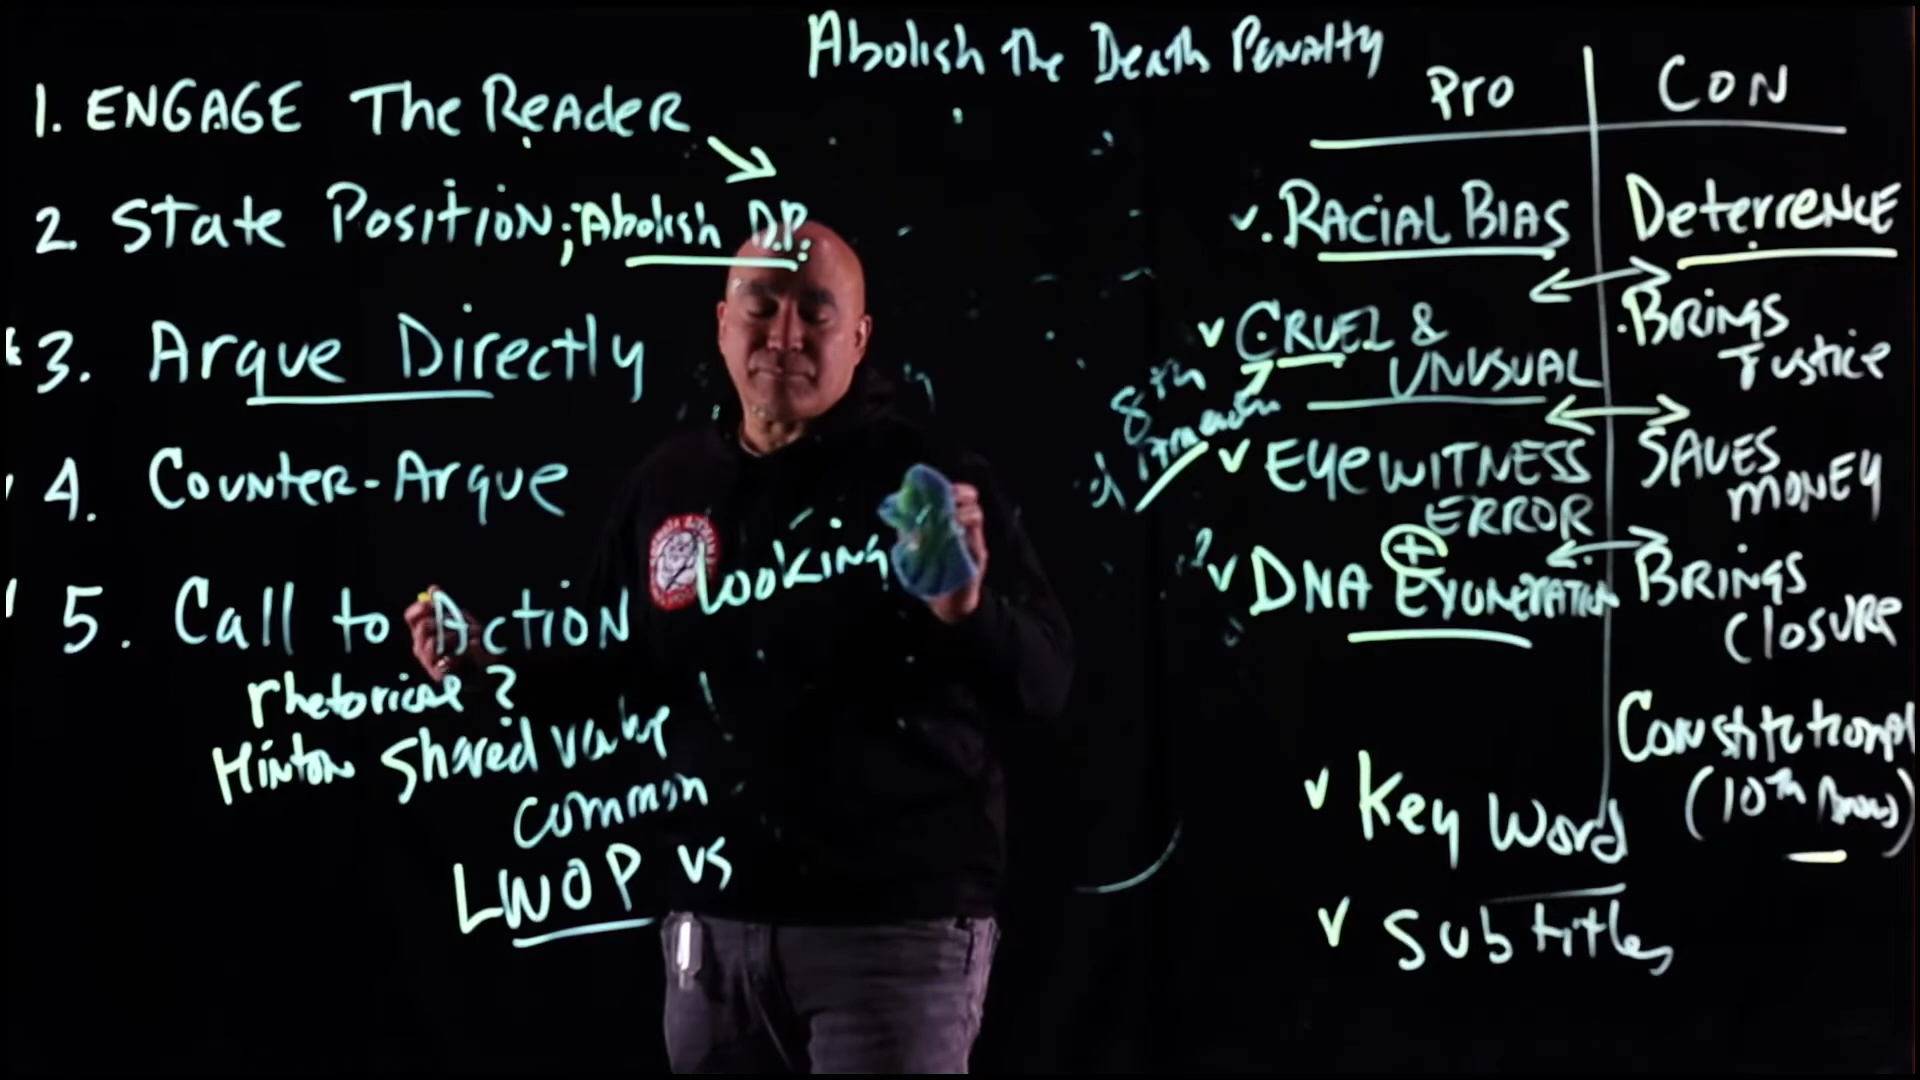 Abolish The Death Penalty
1. ENGAGE The Reader
2 State Position; Abolish D.P.
3. Argue Directly
4. Counter-Argue
5. Call to Action Looking
rhetorical ?
Hinton Shared value
common
LWOP vs
Pro
Racial Bias
Cruel &
Unusual
8th
Eyewitness
Error
DNA + Exoneration
Key Word
Subtitles
Con
Deterrence
Brings
Justice
Saves
Money
Brings
Closure
Constitutional
(10th